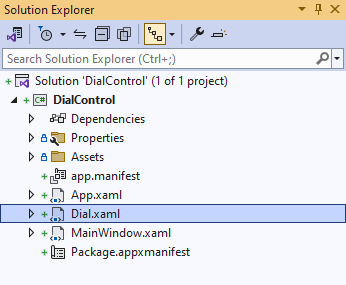 Solution Explorer
Search Solution Explorer (Ctrl+;)
Solution 'DialControl' (1 of 1 project)
C# DialControl
Dependencies
Properties
Assets
app.manifest
App.xaml
Dial.xaml
MainWindow.xaml
Package.appxmanifest